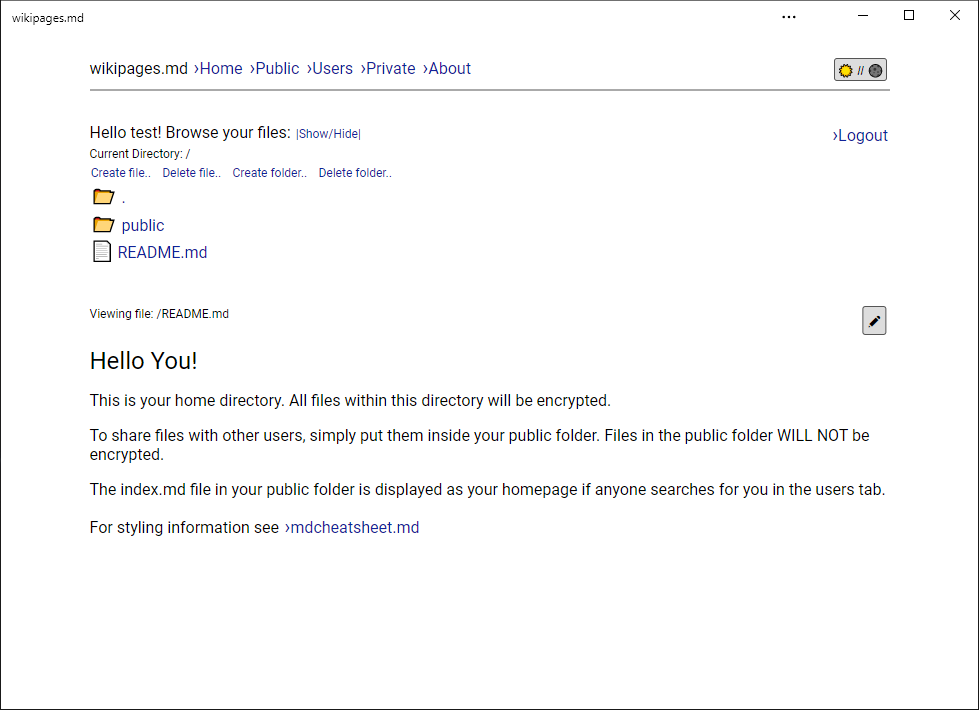 wikipages.md
wikipages.md ›Home ›Public ›Users ›Private ›About
//
Hello test! Browse your files: |Show/Hide|
›Logout
Current Directory: /
Create file.. Delete file.. Create folder.. Delete folder..
.
public
README.md
Viewing file: /README.md
Hello You!
This is your home directory. All files within this directory will be encrypted.
To share files with other users, simply put them inside your public folder. Files in the public folder WILL NOT be
encrypted.
The index.md file in your public folder is displayed as your homepage if anyone searches for you in the users tab.
For styling information see ›mdcheatsheet.md